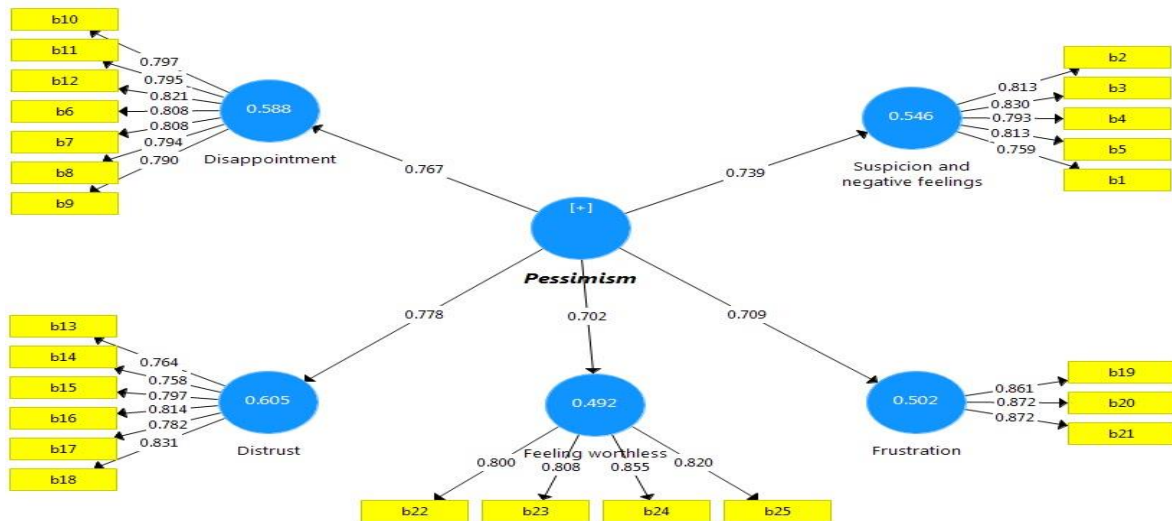 b10
b11
b12
b6
b7
b8
b9
0.797
0.795
0.821
0.808
0.808
0.794
0.790
0.588
Disappointment
0.767
b2
b3
b4
b5
b1
0.813
0.830
0.793
0.813
0.759
0.546
Suspicion and
negative feelings
0.739
[+]
Pessimism
0.778
0.702
0.709
b13
b14
b15
b16
b17
b18
0.764
0.758
0.797
0.814
0.782
0.831
0.605
Distrust
0.492
Feeling worthless
0.800
0.808
0.855
0.820
b22
b23
b24
b25
0.502
Frustration
0.861
0.872
0.872
b19
b20
b21